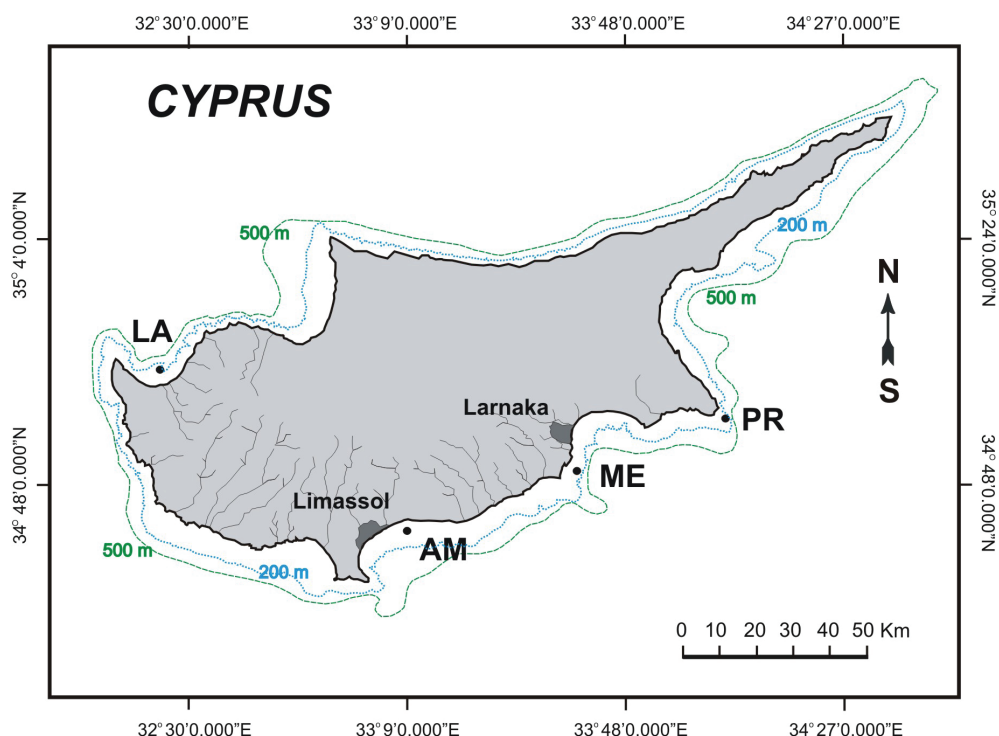 32°30'0.000"E 33°9'0.000"E 33°48'0.000"E 34°27'0.000"E
CYPRUS
200 m
500 m
35°4'0.000"N
35°24'0.000"N
N
500 m
LA
S
Larnaka
PR
ME
34°48'0.000"N
34°48'0.000"N
Limassol
AM
500 m
200 m
0 10 20 30 40 50 Km
32°30'0.000"E 33°9'0.000"E 33°48'0.000"E 34°27'0.000"E